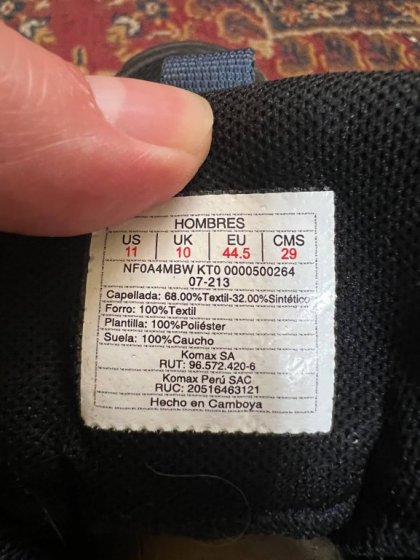 HOMBRES
US UK EU CMS
11 10 44.5 29
NF0A4MBW KT0 0000500264
07-213
Capellada: 68.00%Textil-32.00%Sintético
Forro: 100%Textil
Plantilla: 100%Poliéster
Suela: 100%Caucho
Komax SA
RUT: 96.572.420-6
Komax Perú SAC
RUC: 20516463121
Hecho en Camboya